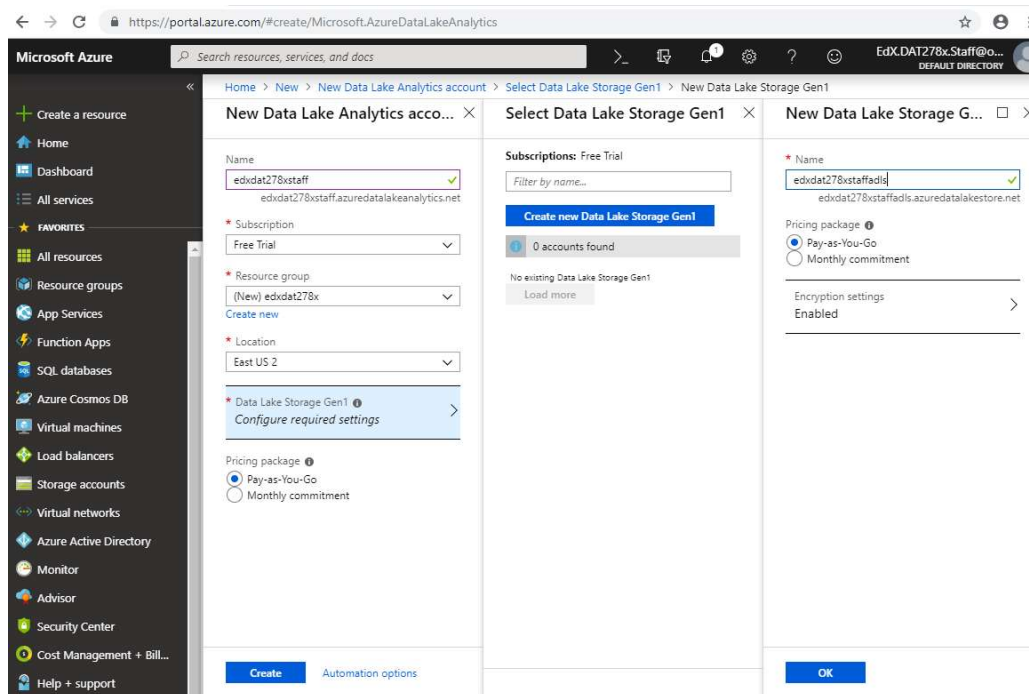 https://portal.azure.com/#create/Microsoft.AzureDataLakeAnalytics
Microsoft Azure
Search resources, services, and docs
1
EdX.DAT278x.Staff@o...
DEFAULT DIRECTORY
Home > New > New Data Lake Analytics account > Select Data Lake Storage Gen1 > New Data Lake Storage Gen1
Create a resource
Home
Dashboard
All services
FAVORITES
All resources
Resource groups
App Services
Function Apps
SQL databases
Azure Cosmos DB
Virtual machines
Load balancers
Storage accounts
Virtual networks
Azure Active Directory
Monitor
Advisor
Security Center
Cost Management + Bill...
Help + support
New Data Lake Analytics acco...
Name
edxdat278xstaff
edxdat278xstaff.azuredatalakeanalytics.net
* Subscription
Free Trial
* Resource group
(New) edxdat278x
Create new
* Location
East US 2
* Data Lake Storage Gen1
Configure required settings
Pricing package
Pay-as-You-Go
Monthly commitment
Create
Automation options
Select Data Lake Storage Gen1
Subscriptions: Free Trial
Filter by name...
Create new Data Lake Storage Gen1
0 accounts found
No existing Data Lake Storage Gen1
Load more
New Data Lake Storage G...
* Name
edxdat278xstaffadls
edxdat278xstaffadls.azuredatalakestore.net
Pricing package
Pay-as-You-Go
Monthly commitment
Encryption settings
Enabled
OK